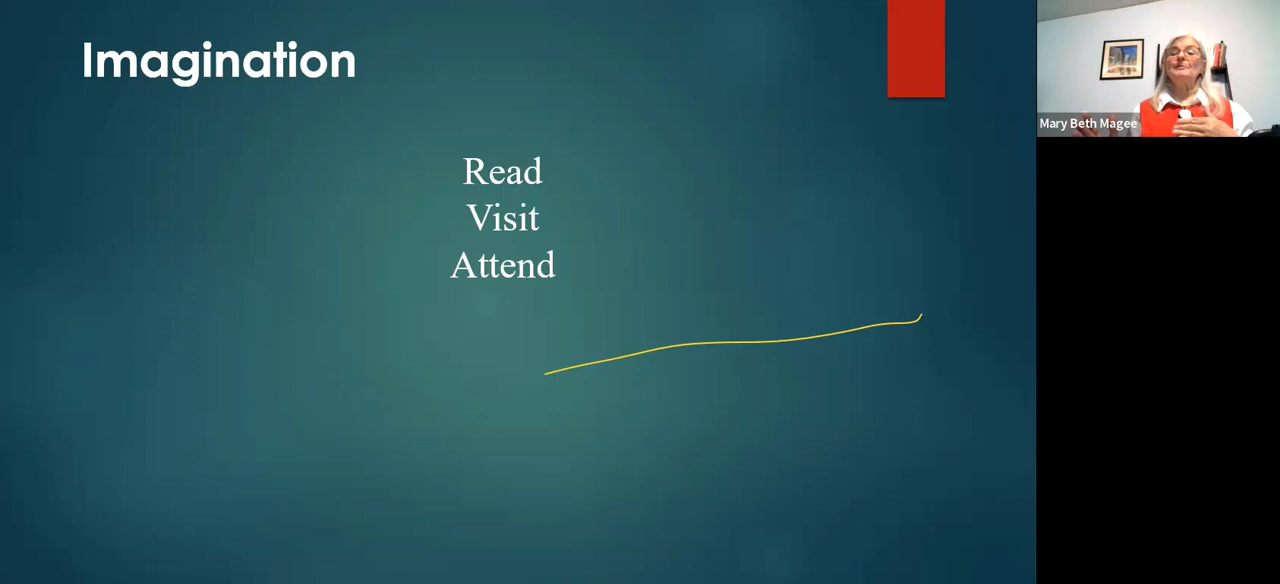 Imagination
Read
Visit
Attend
Mary Beth Magee